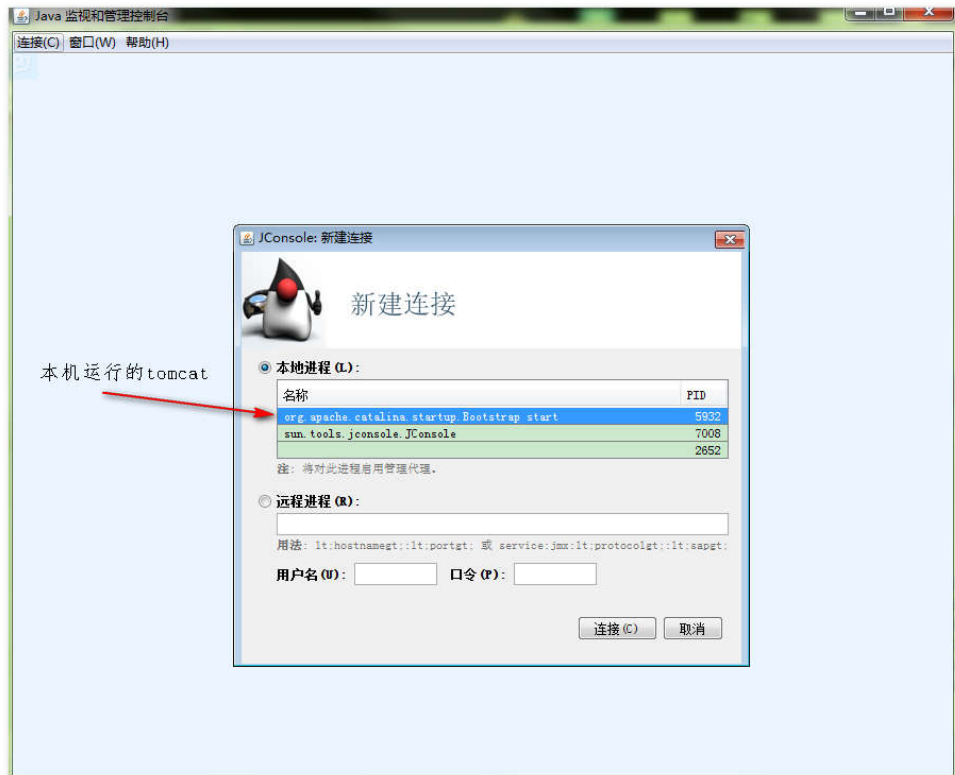 Java 监视和管理控制台
连接(C) 窗口(W) 帮助(H)
JConsole: 新建连接
新建连接
本机运行的tomcat
本地进程(L):
名称 PID
org.apache.catalina.startup.Bootstrap start 5932
sun.tools.jconsole.JConsole 7008
2652
注: 将对此进程启用管理代理。
远程进程(R):
用法: lt;hostnamegt;:lt;portgt; 或 service:jmx:lt;protocolgt;:lt;sapgt;
用户名(U): 口令(P):
连接(C) 取消